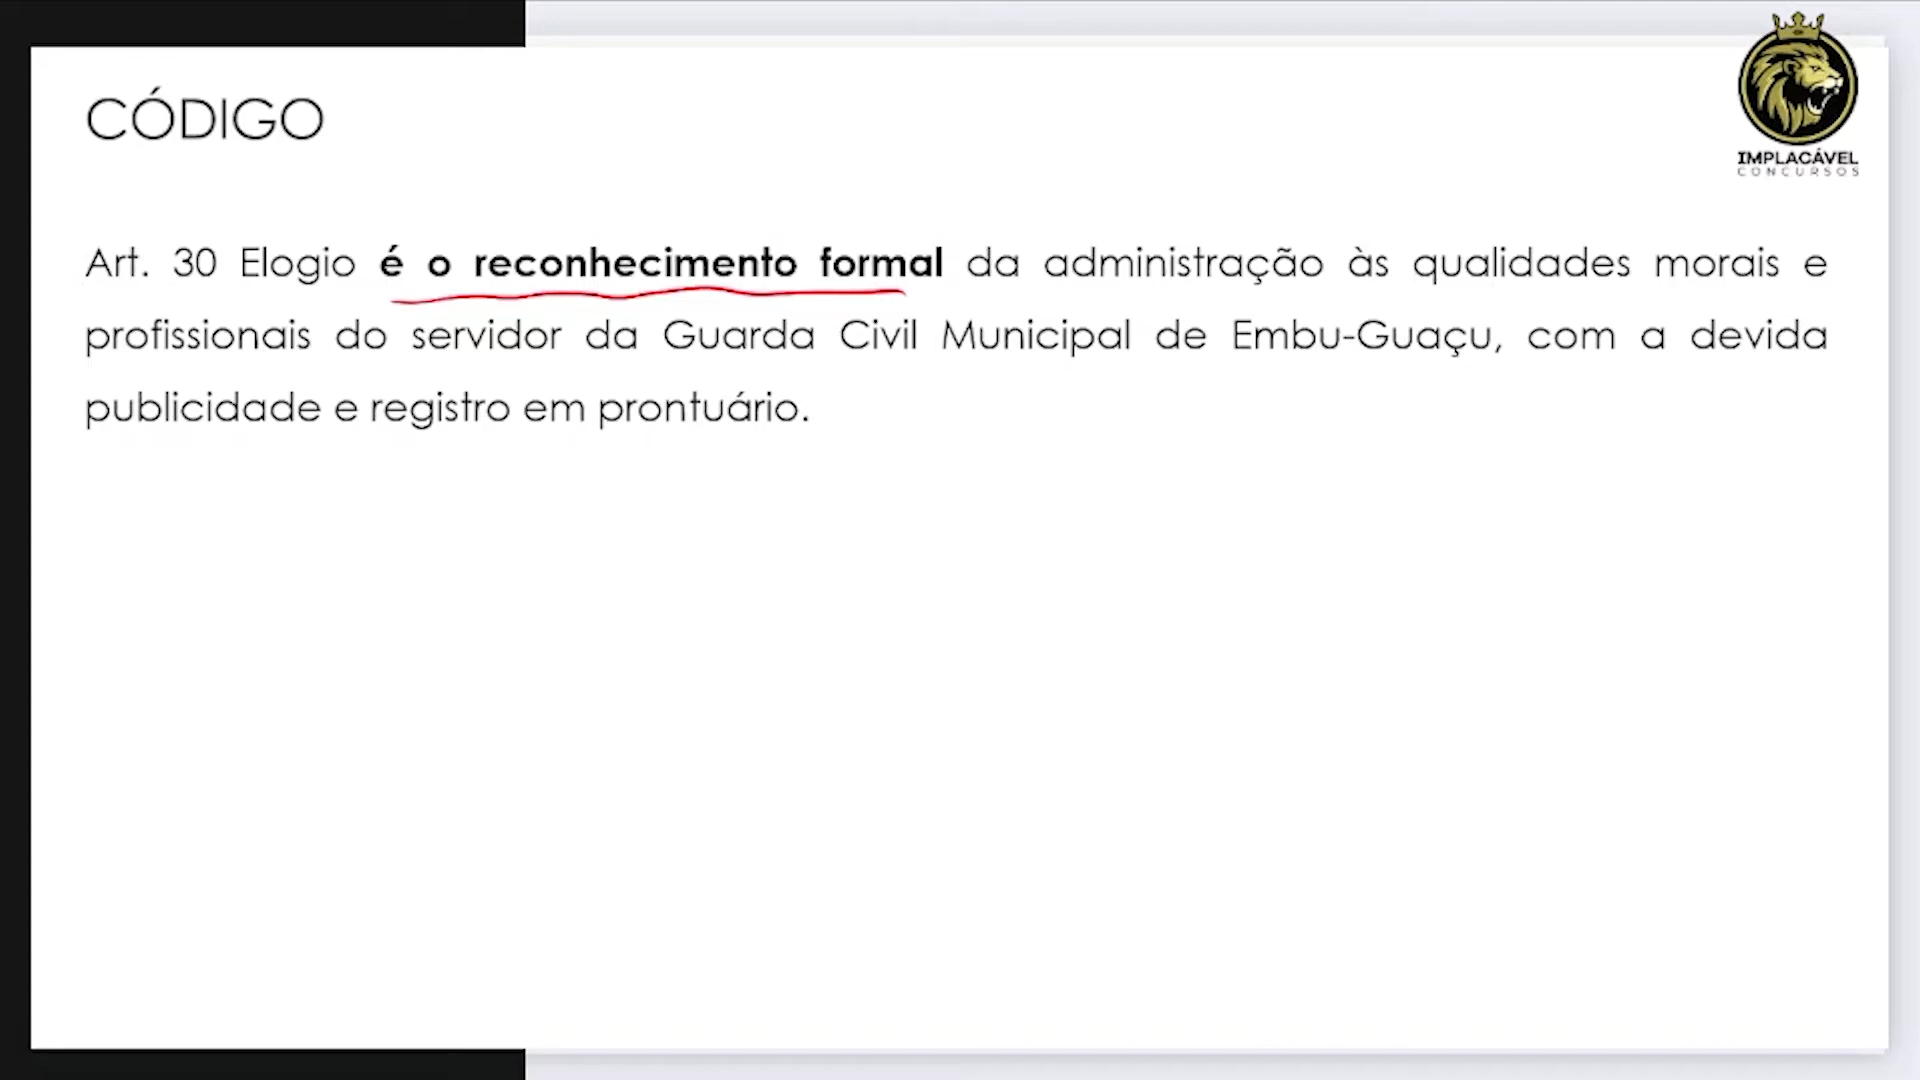 CÓDIGO
IMPLACÁVEL
CONCURSOS
Art. 30 Elogio é o reconhecimento formal da administração às qualidades morais e
profissionais do servidor da Guarda Civil Municipal de Embu-Guaçu, com a devida
publicidade e registro em prontuário.